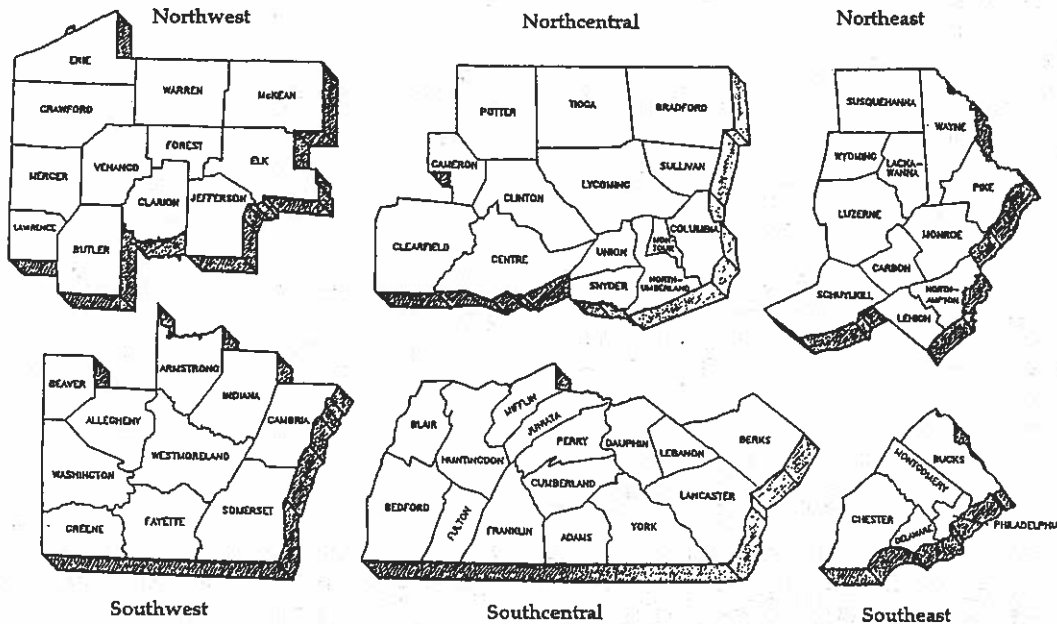 Northwest
ERIE
CRAWFORD
WARREN
McKEAN
MERCER
VENANGO
FOREST
ELK
LAWRENCE
BUTLER
CLARION
JEFFERSON
Northcentral
POTTER
TIOGA
BRADFORD
CAMERON
CLINTON
LYCOMING
SULLIVAN
CLEARFIELD
CENTRE
UNION
MON-
TOUR
COLUMBIA
SNYDER
NORTH-
UMBERLAND
Northeast
SUSQUEHANNA
WAYNE
WYOMING
LACKA-
WANNA
PIKE
LUZERNE
MONROE
CARBON
SCHUYLKILL
NORTH-
AMPTON
LEHIGH
BEAVER
ARMSTRONG
INDIANA
CAMBRIA
ALLEGHENY
WESTMORELAND
WASHINGTON
GREENE
FAYETTE
SOMERSET
Southwest
BLAIR
MIFFLIN
JUNIATA
HUNTINGDON
PERRY
DAUPHIN
LEBANON
BERKS
BEDFORD
FULTON
FRANKLIN
CUMBERLAND
ADAMS
YORK
LANCASTER
Southcentral
BUCKS
MONTGOMERY
CHESTER
DELAWARE
PHILADELPHIA
Southeast